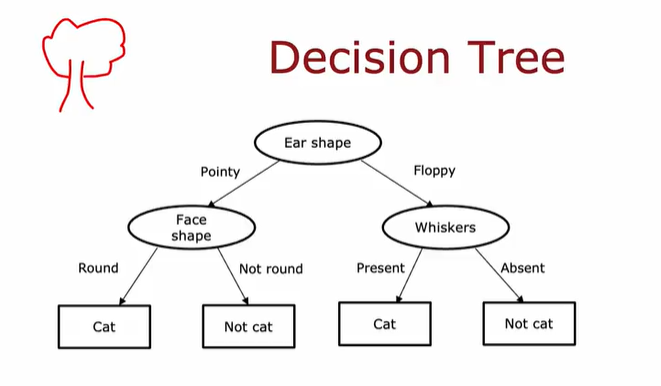 Decision Tree
Ear shape
Pointy
Floppy
Face
shape
Whiskers
Round
Not round
Present
Absent
Cat
Not cat
Cat
Not cat